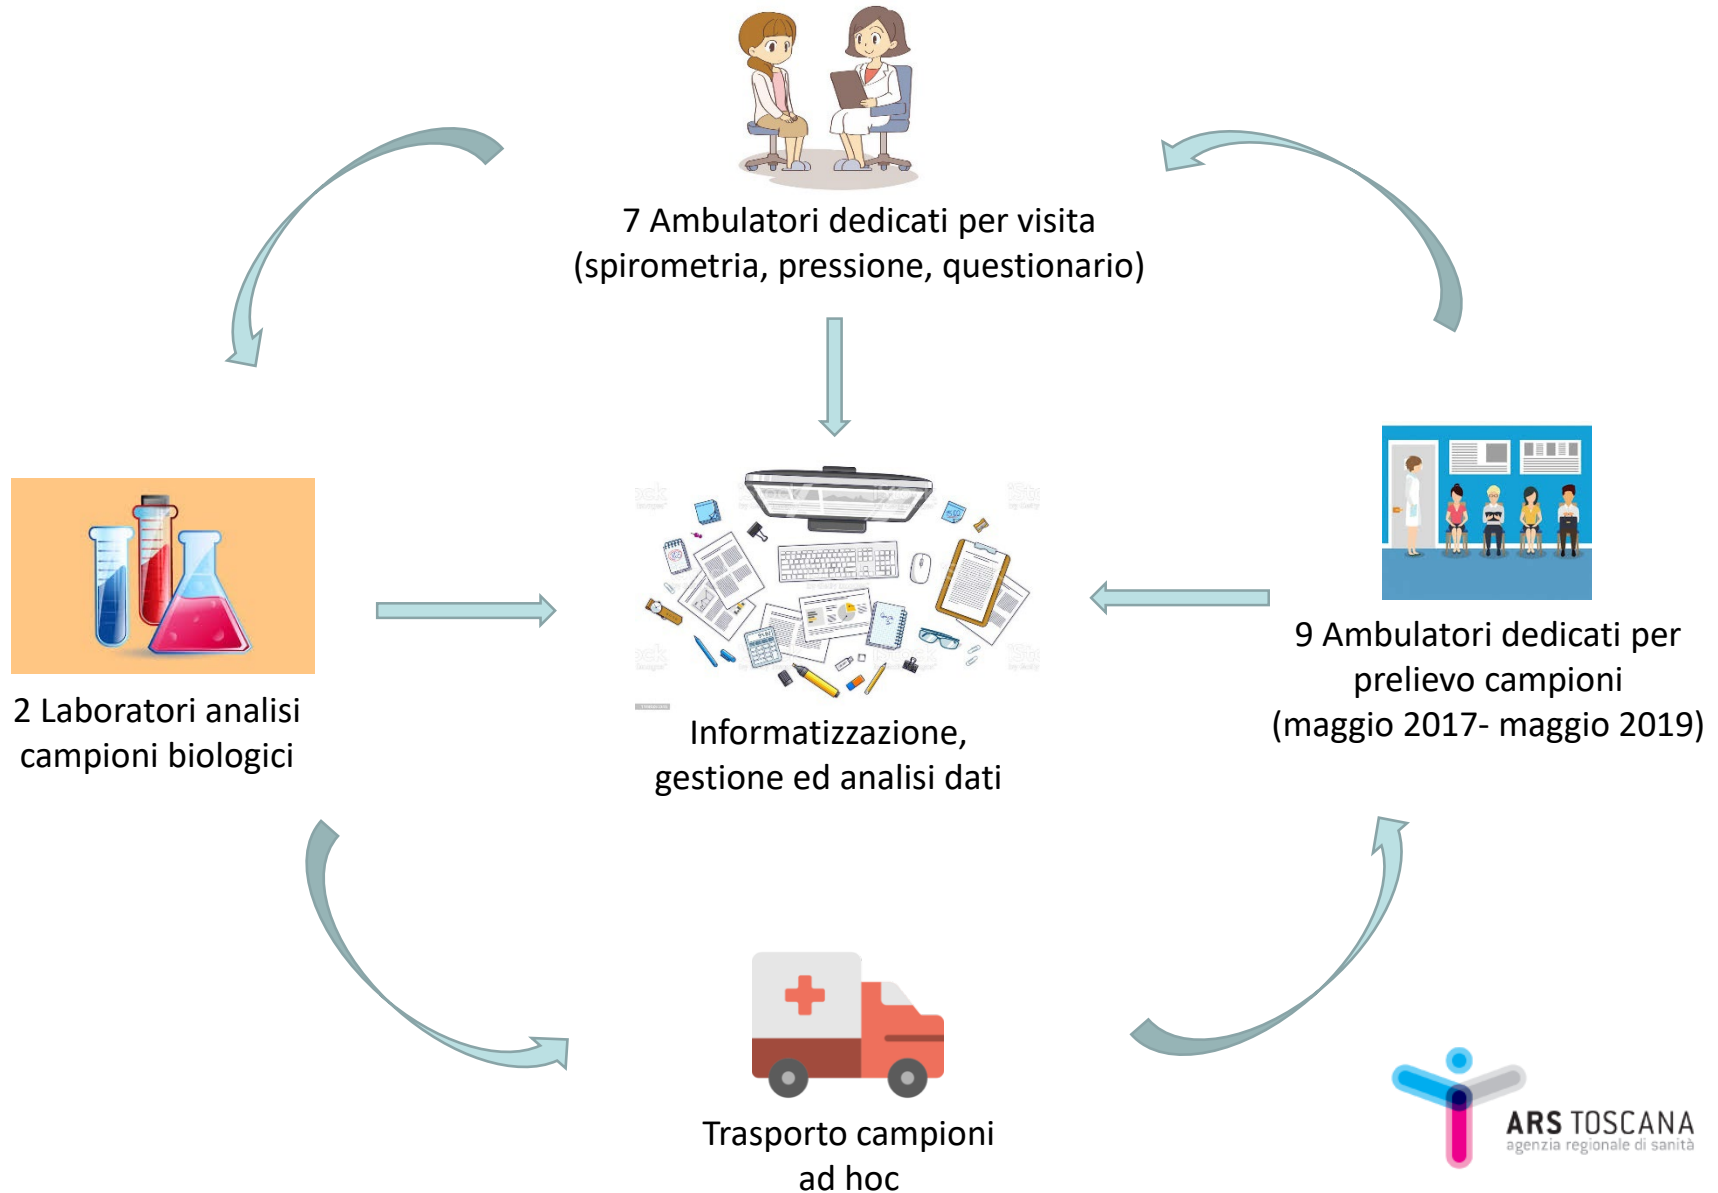 7 Ambulatori dedicati per visita
(spirometria, pressione, questionario)
2 Laboratori analisi
campioni biologici
Informatizzazione,
gestione ed analisi dati
9 Ambulatori dedicati per
prelievo campioni
(maggio 2017- maggio 2019)
Trasporto campioni
ad hoc
ARS TOSCANA
agenzia regionale di sanità